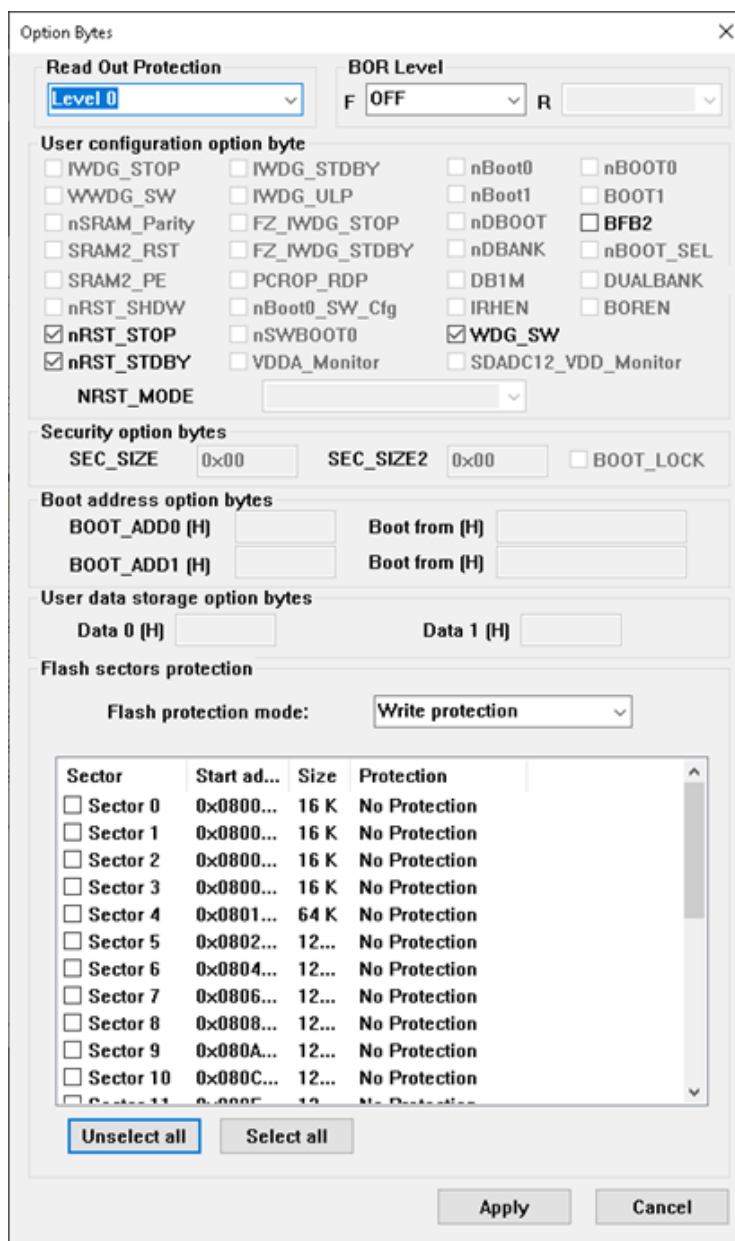 Option Bytes
Read Out Protection
Level 0
BOR Level
F OFF R
User configuration option byte
IWDG_STOP IWDG_STDBY nBoot0 nBOOT0
WWDG_SW IWDG_ULP nBoot1 BOOT1
nSRAM_Parity FZ_IWDG_STOP nDBOOT BFB2
SRAM2_RST FZ_IWDG_STDBY nDBANK nBOOT_SEL
SRAM2_PE PCROP_RDP DB1M DUALBANK
nRST_SHDW nBoot0_SW_Cfg IRHEN BOREN
nRST_STOP nSWBOOT0 WDG_SW
nRST_STDBY VDDA_Monitor SDADC12_VDD_Monitor
NRST_MODE
Security option bytes
SEC_SIZE 0x00 SEC_SIZE2 0x00 BOOT_LOCK
Boot address option bytes
BOOT_ADD0 (H) Boot from (H)
BOOT_ADD1 (H) Boot from (H)
User data storage option bytes
Data 0 (H) Data 1 (H)
Flash sectors protection
Flash protection mode: Write protection
Sector Start ad... Size Protection
Sector 0 0x0800... 16 K No Protection
Sector 1 0x0800... 16 K No Protection
Sector 2 0x0800... 16 K No Protection
Sector 3 0x0800... 16 K No Protection
Sector 4 0x0801... 64 K No Protection
Sector 5 0x0802... 12... No Protection
Sector 6 0x0804... 12... No Protection
Sector 7 0x0806... 12... No Protection
Sector 8 0x0808... 12... No Protection
Sector 9 0x080A... 12... No Protection
Sector 10 0x080C... 12... No Protection
Sector 11 0x080E... 12... No Protection
Unselect all Select all
Apply Cancel